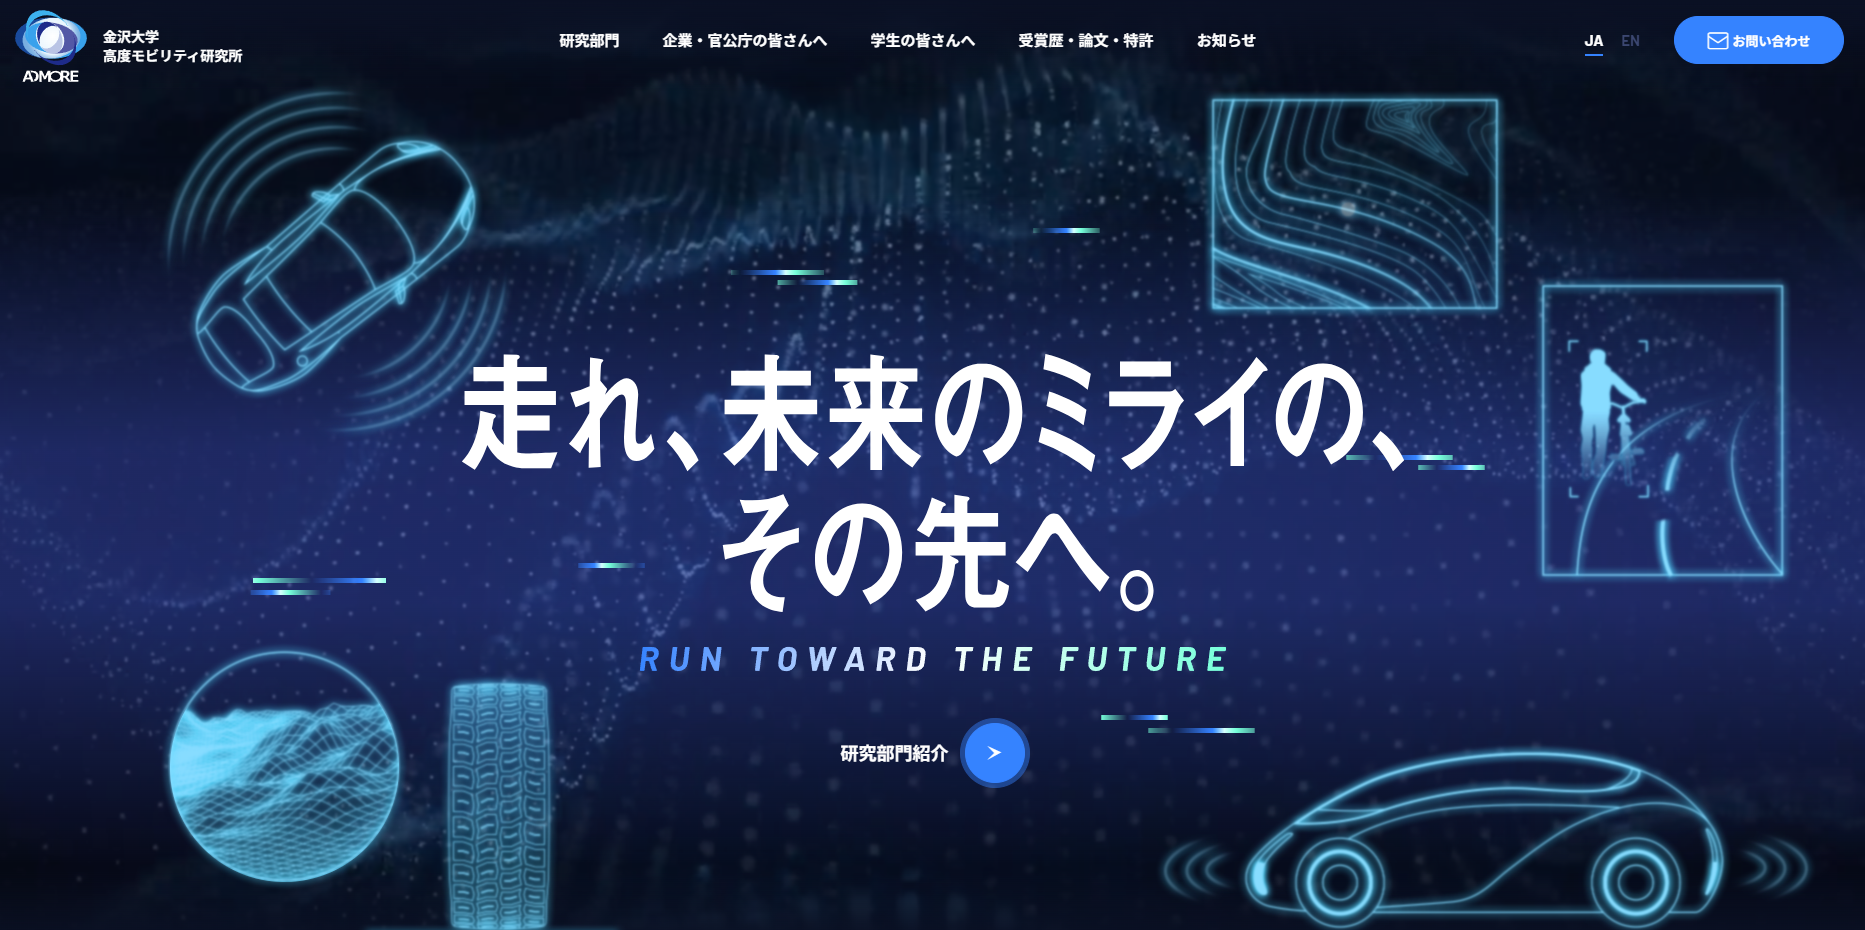 ADMORE
金沢大学
高度モビリティ研究所
研究部門
企業・官公庁の皆さんへ
学生の皆さんへ
受賞歴・論文・特許
お知らせ
JA
EN
お問い合わせ
走れ、未来のミライの、
その先へ。
RUN TOWARD THE FUTURE
研究部門紹介